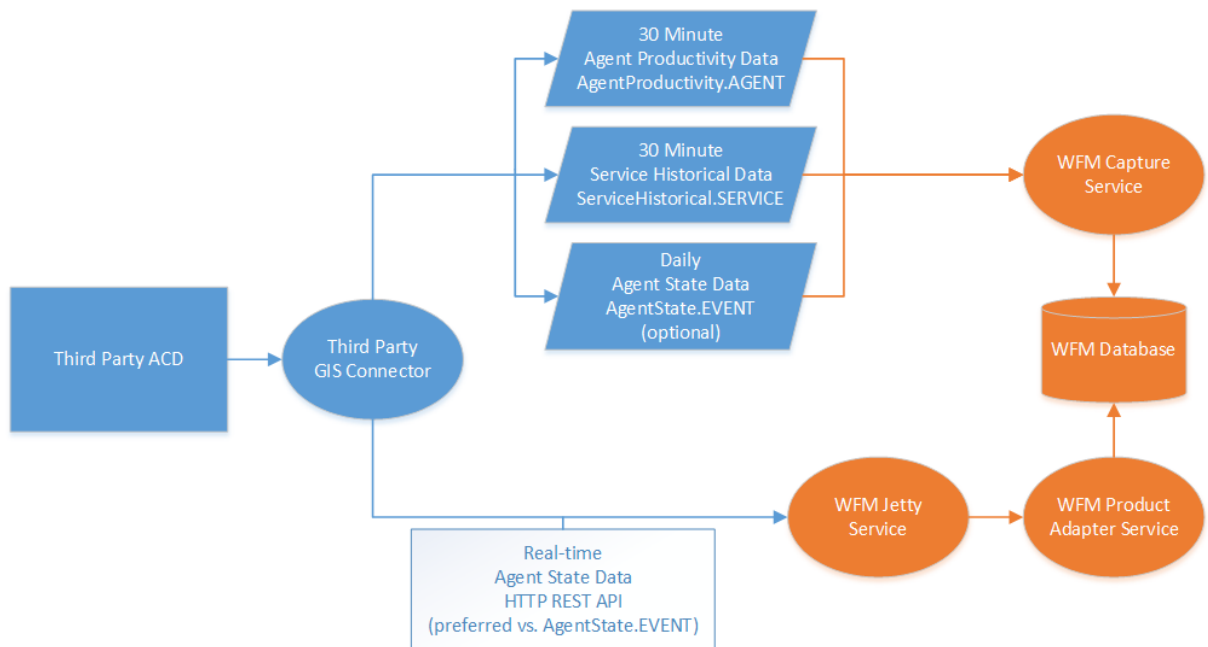 30 Minute
Agent Productivity Data
AgentProductivity.AGENT
30 Minute
Service Historical Data
ServiceHistorical.SERVICE
WFM Capture
Service
Daily
Agent State Data
AgentState.EVENT
(optional)
Third Party ACD
Third Party
GIS Connector
WFM Database
WFM Jetty
Service
WFM Product
Adapter Service
Real-time
Agent State Data
HTTP REST API
(preferred vs. AgentState.EVENT)